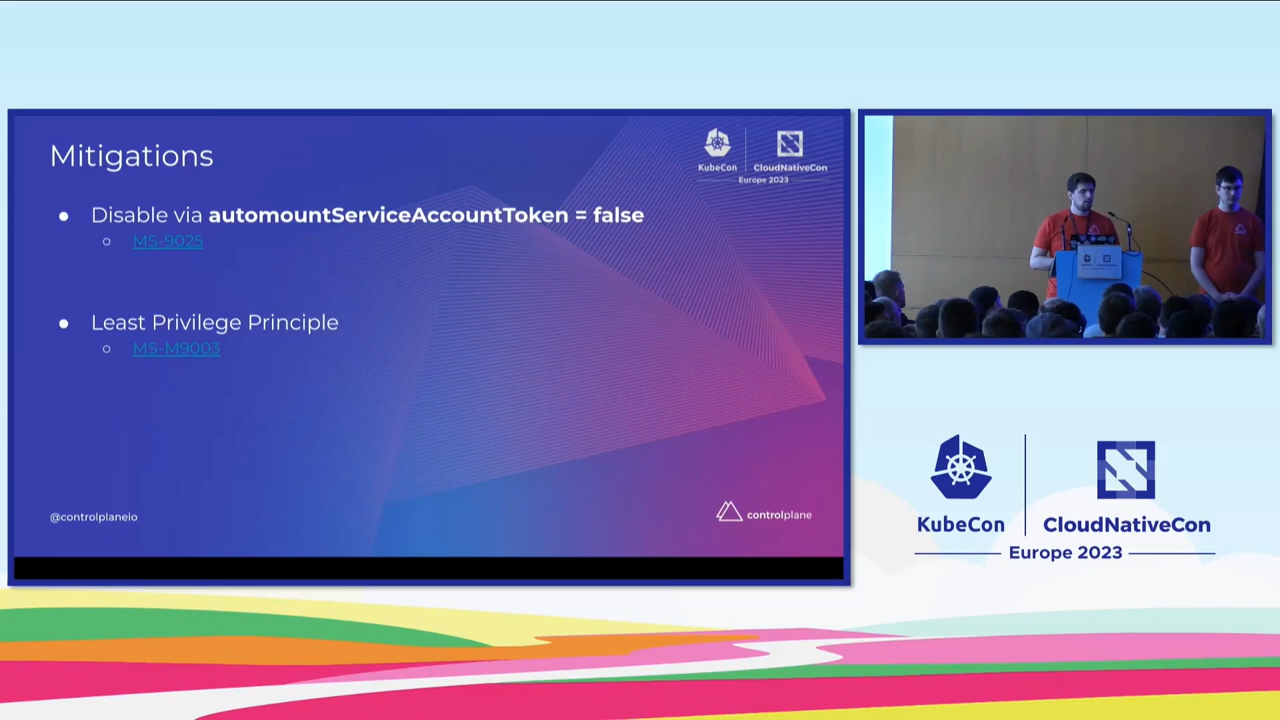 Mitigations
KubeCon
CloudNativeCon
Europe 2023
● Disable via automountServiceAccountToken = false
○ MS-9025
● Least Privilege Principle
○ MS-M9003
@controlplaneio
controlplane
KubeCon
CloudNativeCon
Europe 2023